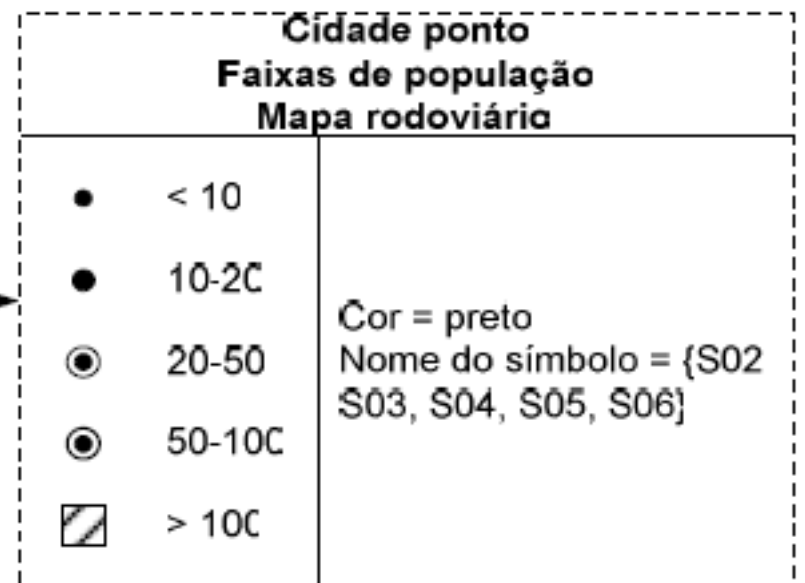 Cidade ponto
Faixas de população
Mapa rodoviário
< 10
10-20
20-50
50-100
> 100
Cor = preto
Nome do símbolo = {S02
S03, S04, S05, S06}